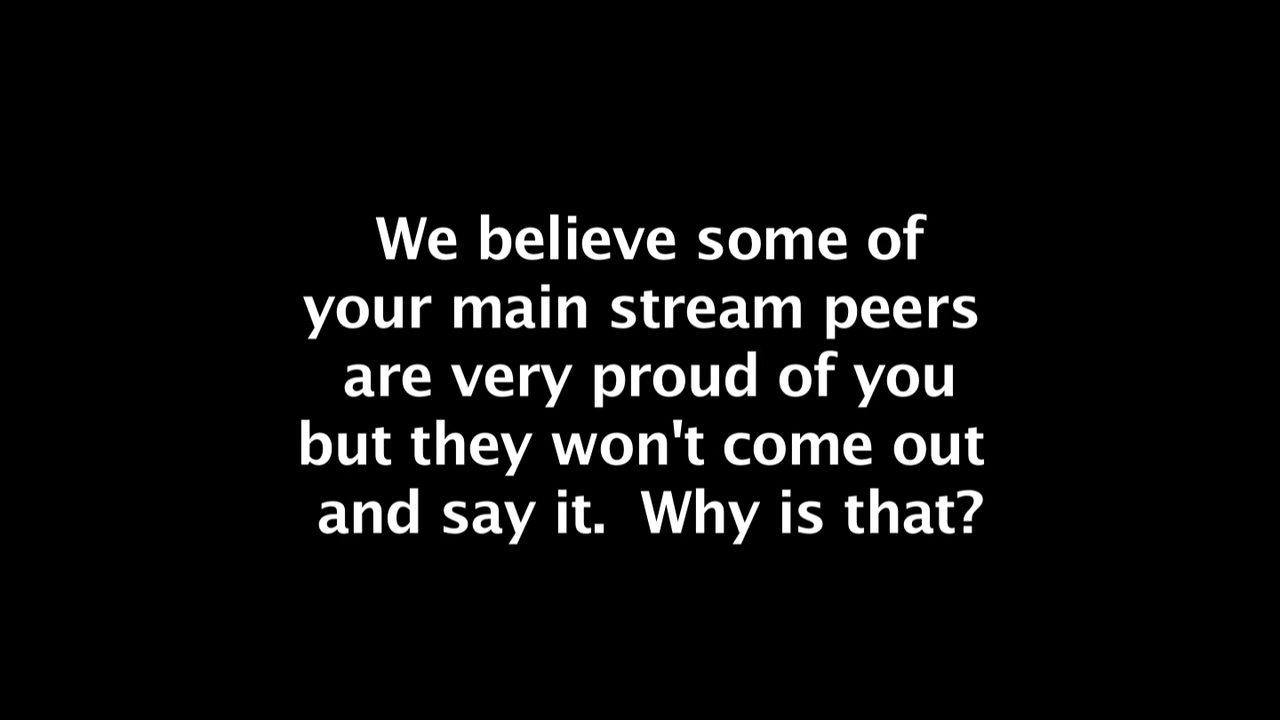 We believe some of
your main stream peers
are very proud of you
but they won't come out
and say it.  Why is that?